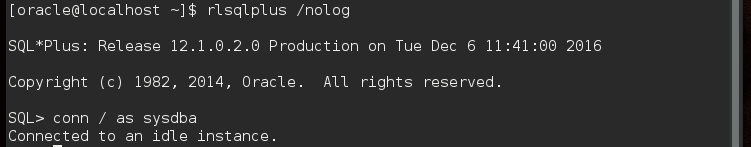 [oracle@localhost ~]$ rlsqlplus /nolog
SQL*Plus: Release 12.1.0.2.0 Production on Tue Dec 6 11:41:00 2016
Copyright (c) 1982, 2014, Oracle.  All rights reserved.
SQL> conn / as sysdba
Connected to an idle instance.